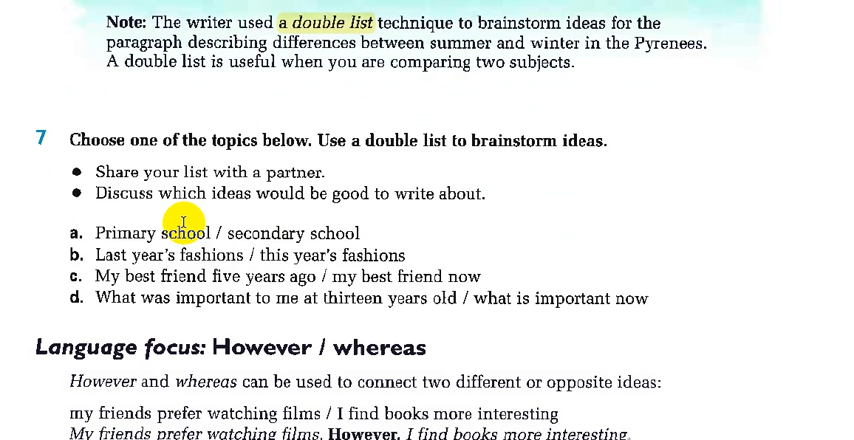 Note: The writer used a double list technique to brainstorm ideas for the
paragraph describing differences between summer and winter in the Pyrenees.
A double list is useful when you are comparing two subjects.
7 Choose one of the topics below. Use a double list to brainstorm ideas.
● Share your list with a partner.
● Discuss which ideas would be good to write about.
a. Primary school / secondary school
b. Last year's fashions / this year's fashions
c. My best friend five years ago / my best friend now
d. What was important to me at thirteen years old / what is important now
Language focus: However / whereas
However and whereas can be used to connect two different or opposite ideas:
my friends prefer watching films / I find books more interesting
My friends prefer watching films. However, I find books more interesting.